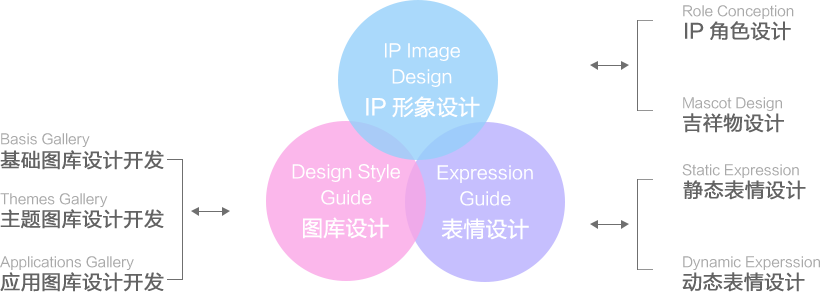 IP Image
Design
IP 形象设计
Design Style
Guide
图库设计
Expression
Guide
表情设计
Basis Gallery
基础图库设计开发
Themes Gallery
主题图库设计开发
Applications Gallery
应用图库设计开发
Role Conception
IP 角色设计
Mascot Design
吉祥物设计
Static Expression
静态表情设计
Dynamic Experssion
动态表情设计